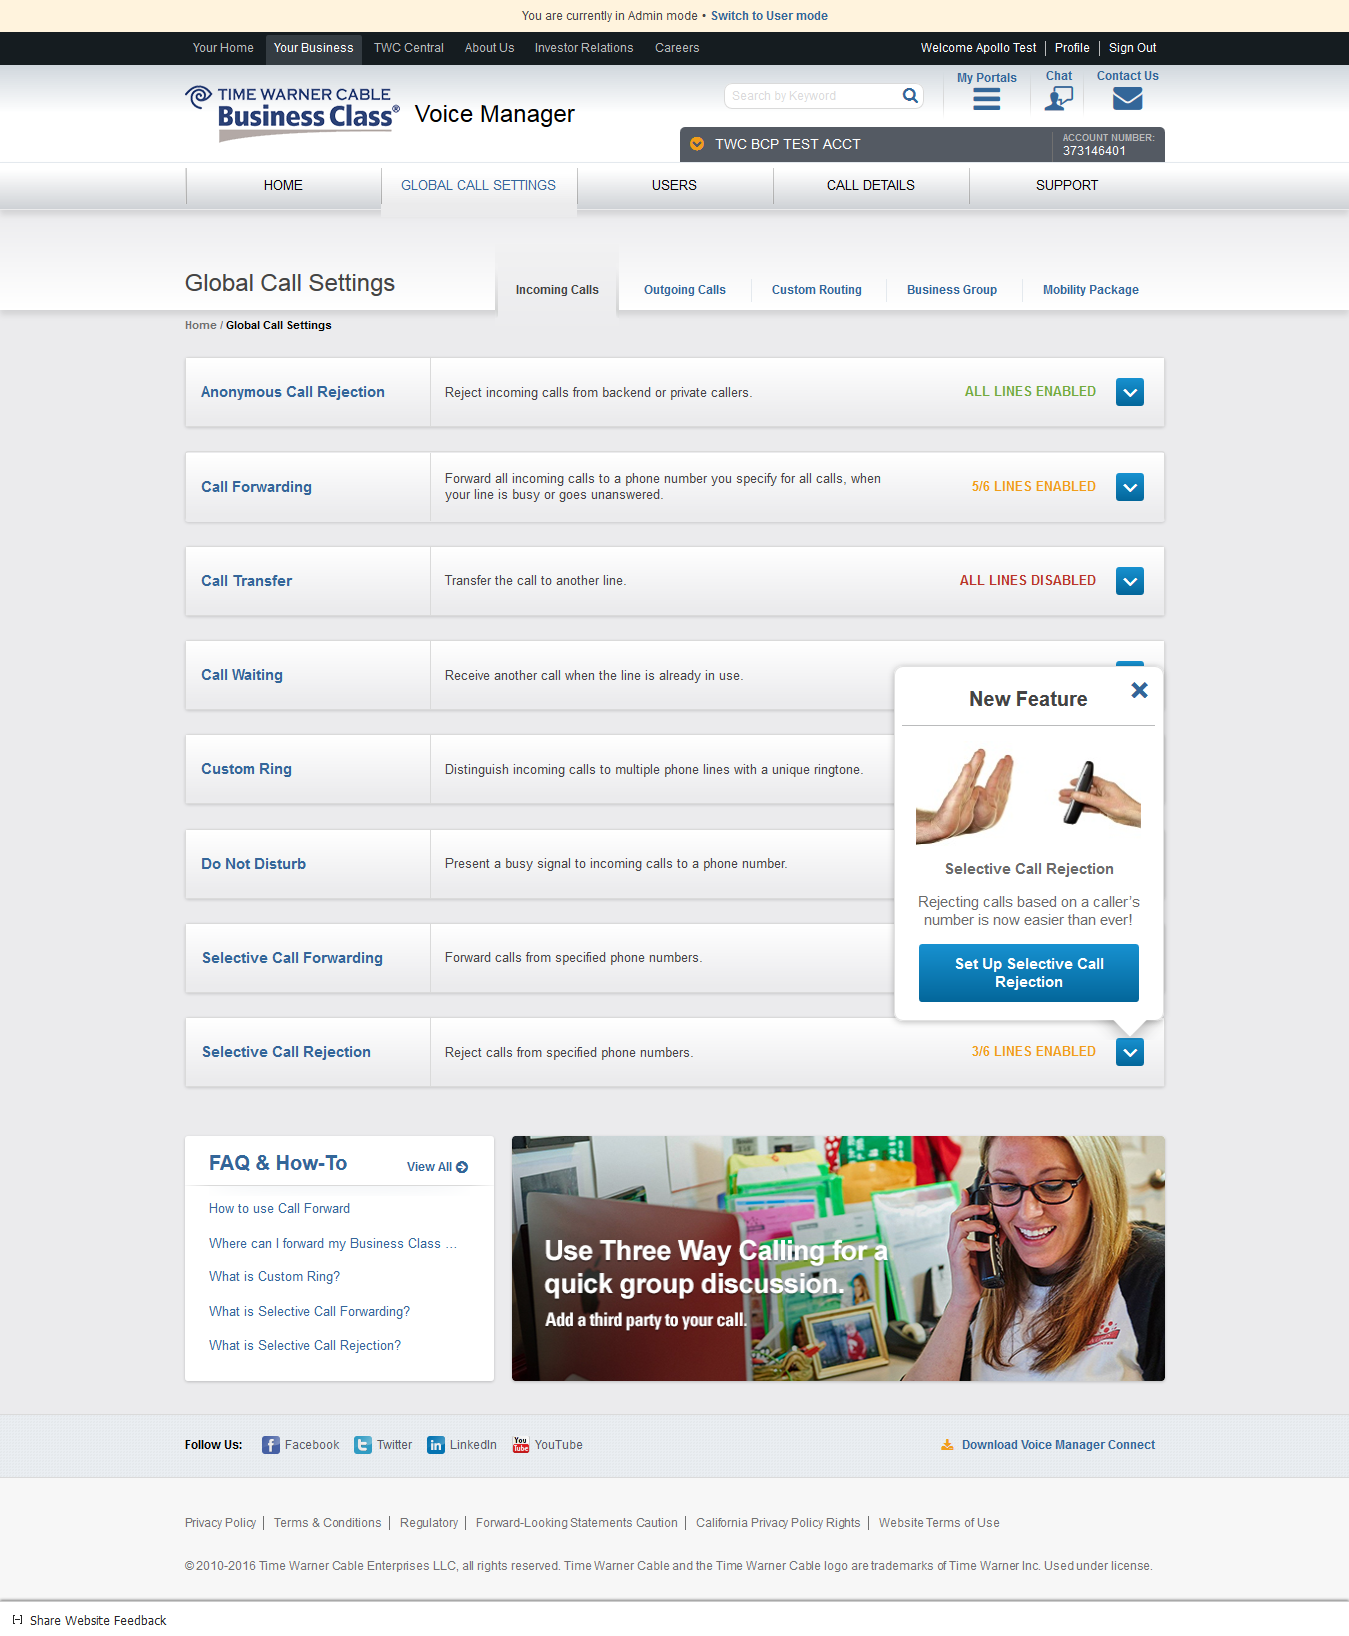 You are currently in Admin mode • Switch to User mode
Your Home Your Business TWC Central About Us Investor Relations Careers Welcome Apollo Test Profile Sign Out
TIME WARNER CABLE
Business Class®
Voice Manager
Search by Keyword
My Portals
Chat
Contact Us
TWC BCP TEST ACCT
ACCOUNT NUMBER:
373146401
HOME GLOBAL CALL SETTINGS USERS CALL DETAILS SUPPORT
Global Call Settings
Incoming Calls Outgoing Calls Custom Routing Business Group Mobility Package
Home / Global Call Settings
Anonymous Call Rejection
Reject incoming calls from backend or private callers.
ALL LINES ENABLED
Call Forwarding
Forward all incoming calls to a phone number you specify for all calls, when
your line is busy or goes unanswered.
5/6 LINES ENABLED
Call Transfer
Transfer the call to another line.
ALL LINES DISABLED
Call Waiting
Receive another call when the line is already in use.
Custom Ring
Distinguish incoming calls to multiple phone lines with a unique ringtone.
Do Not Disturb
Present a busy signal to incoming calls to a phone number.
Selective Call Forwarding
Forward calls from specified phone numbers.
New Feature
Selective Call Rejection
Rejecting calls based on a caller’s
number is now easier than ever!
Set Up Selective Call
Rejection
Selective Call Rejection
Reject calls from specified phone numbers.
3/6 LINES ENABLED
FAQ & How-To
View All
How to use Call Forward
Where can I forward my Business Class ...
What is Custom Ring?
What is Selective Call Forwarding?
What is Selective Call Rejection?
Use Three Way Calling for a
quick group discussion.
Add a third party to your call.
Follow Us: Facebook Twitter LinkedIn YouTube
Download Voice Manager Connect
Privacy Policy Terms & Conditions Regulatory Forward-Looking Statements Caution California Privacy Policy Rights Website Terms of Use
© 2010-2016 Time Warner Cable Enterprises LLC, all rights reserved. Time Warner Cable and the Time Warner Cable logo are trademarks of Time Warner Inc. Used under license.
[-] Share Website Feedback